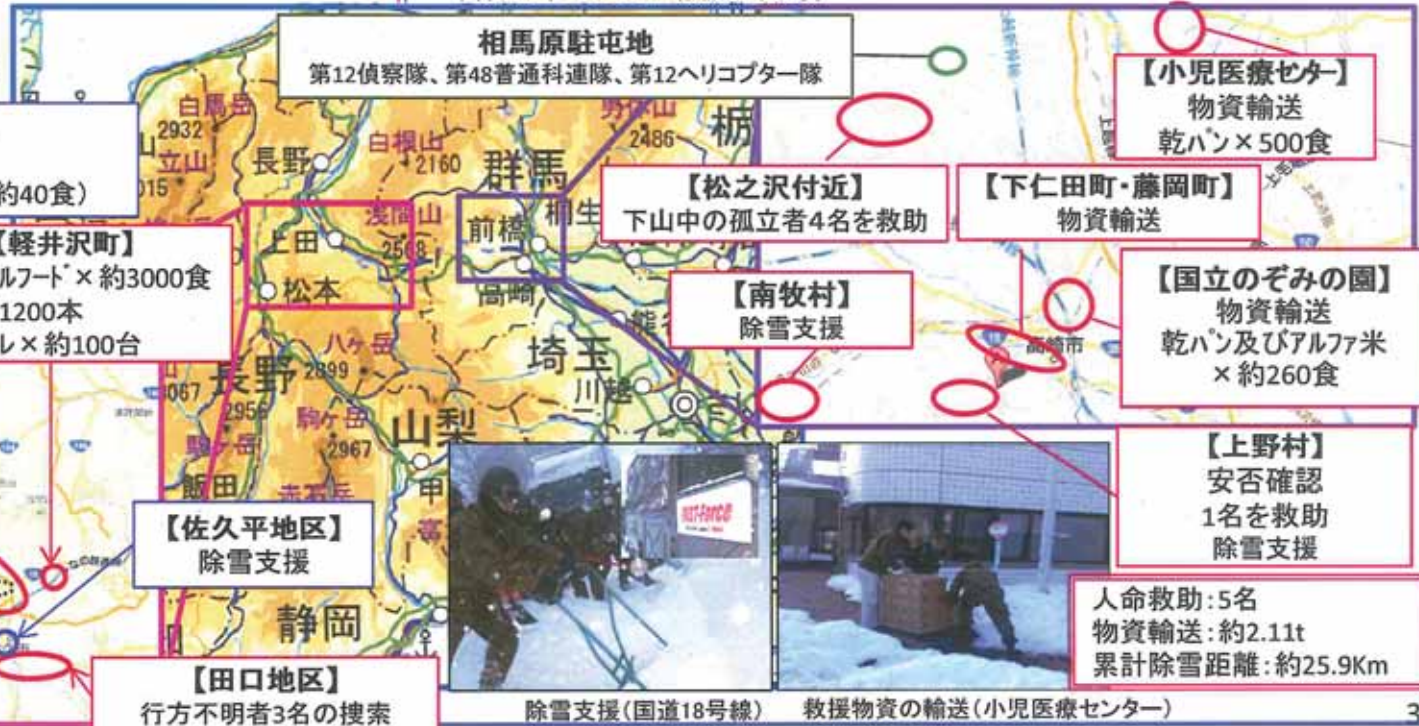 相馬原駐屯地
第12偵察隊、第48普通科連隊、第12ヘリコプター隊
【小児医療センター】
物資輸送
乾パン×500食
約40食)
【松之沢付近】
下山中の孤立者4名を救助
【下仁田町・藤岡町】
物資輸送
【軽井沢町】
ルフード×約3000食
1200本
ル×約100台
【南牧村】
除雪支援
【国立のぞみの園】
物資輸送
乾パン及びアルファ米
×約260食
【上野村】
安否確認
1名を救助
除雪支援
【佐久平地区】
除雪支援
【田口地区】
行方不明者3名の捜索
人命救助:5名
物資輸送:約2.11t
累計除雪距離:約25.9Km
除雪支援(国道18号線)
救援物資の輸送(小児医療センター)
白馬岳
2932
立山
長野
白根山
2160
群馬
2486
栃
浅間山
2568
上田
松本
前橋
桐生
高崎
八ヶ岳
2899
長野
2956
駒ヶ岳
駒ヶ岳
2967
山梨
埼玉
川越
飯田
赤石岳
甲
静岡
高崎市
FAST-Force
3